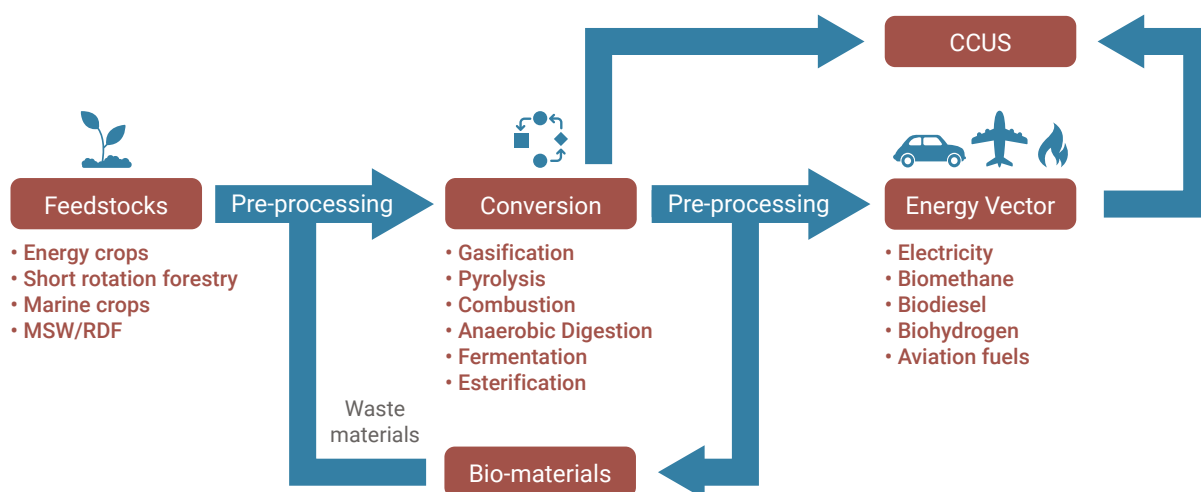 CCUS
Feedstocks
Pre-processing
Conversion
Pre-processing
Energy Vector
• Energy crops
• Short rotation forestry
• Marine crops
• MSW/RDF
• Gasification
• Pyrolysis
• Combustion
• Anaerobic Digestion
• Fermentation
• Esterification
• Electricity
• Biomethane
• Biodiesel
• Biohydrogen
• Aviation fuels
Waste
materials
Bio-materials